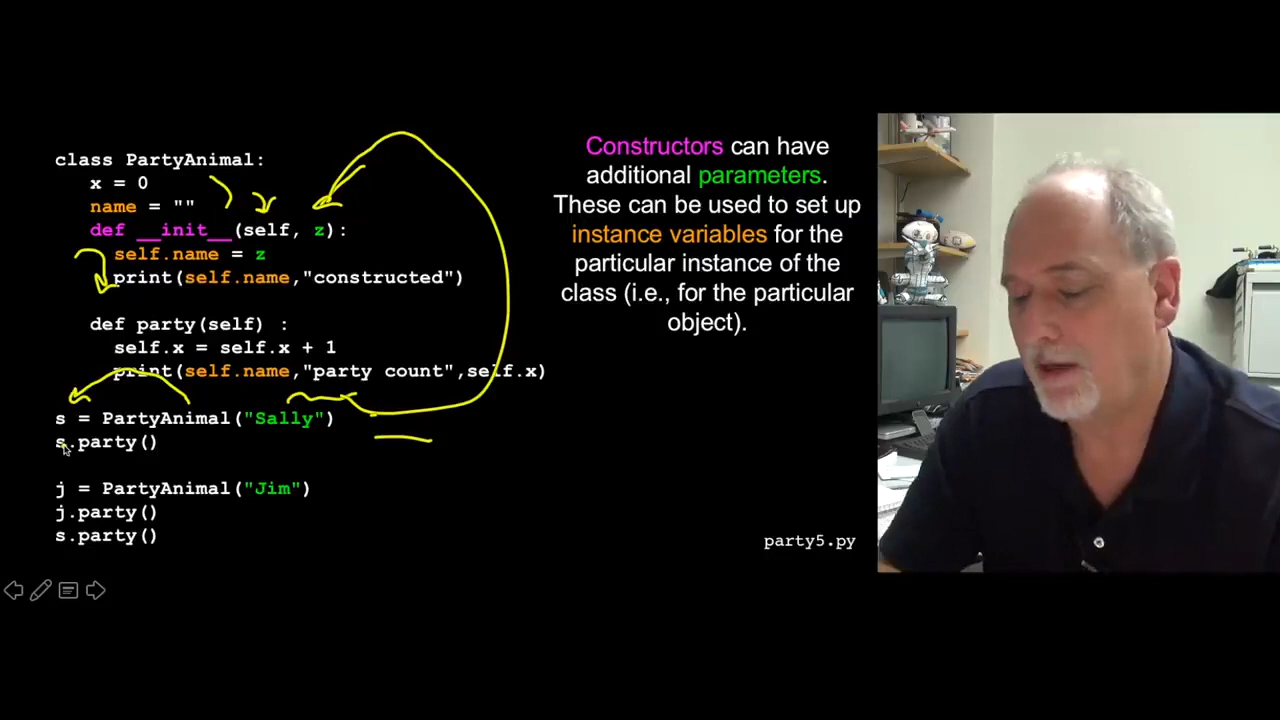 class PartyAnimal:
x = 0
name = ""
def __init__(self, z):
self.name = z
print(self.name,"constructed")
def party(self) :
self.x = self.x + 1
print(self.name,"party count",self.x)
s = PartyAnimal("Sally")
s.party()
j = PartyAnimal("Jim")
j.party()
s.party()
Constructors can have
additional parameters.
These can be used to set up
instance variables for the
particular instance of the
class (i.e., for the particular
object).
party5.py